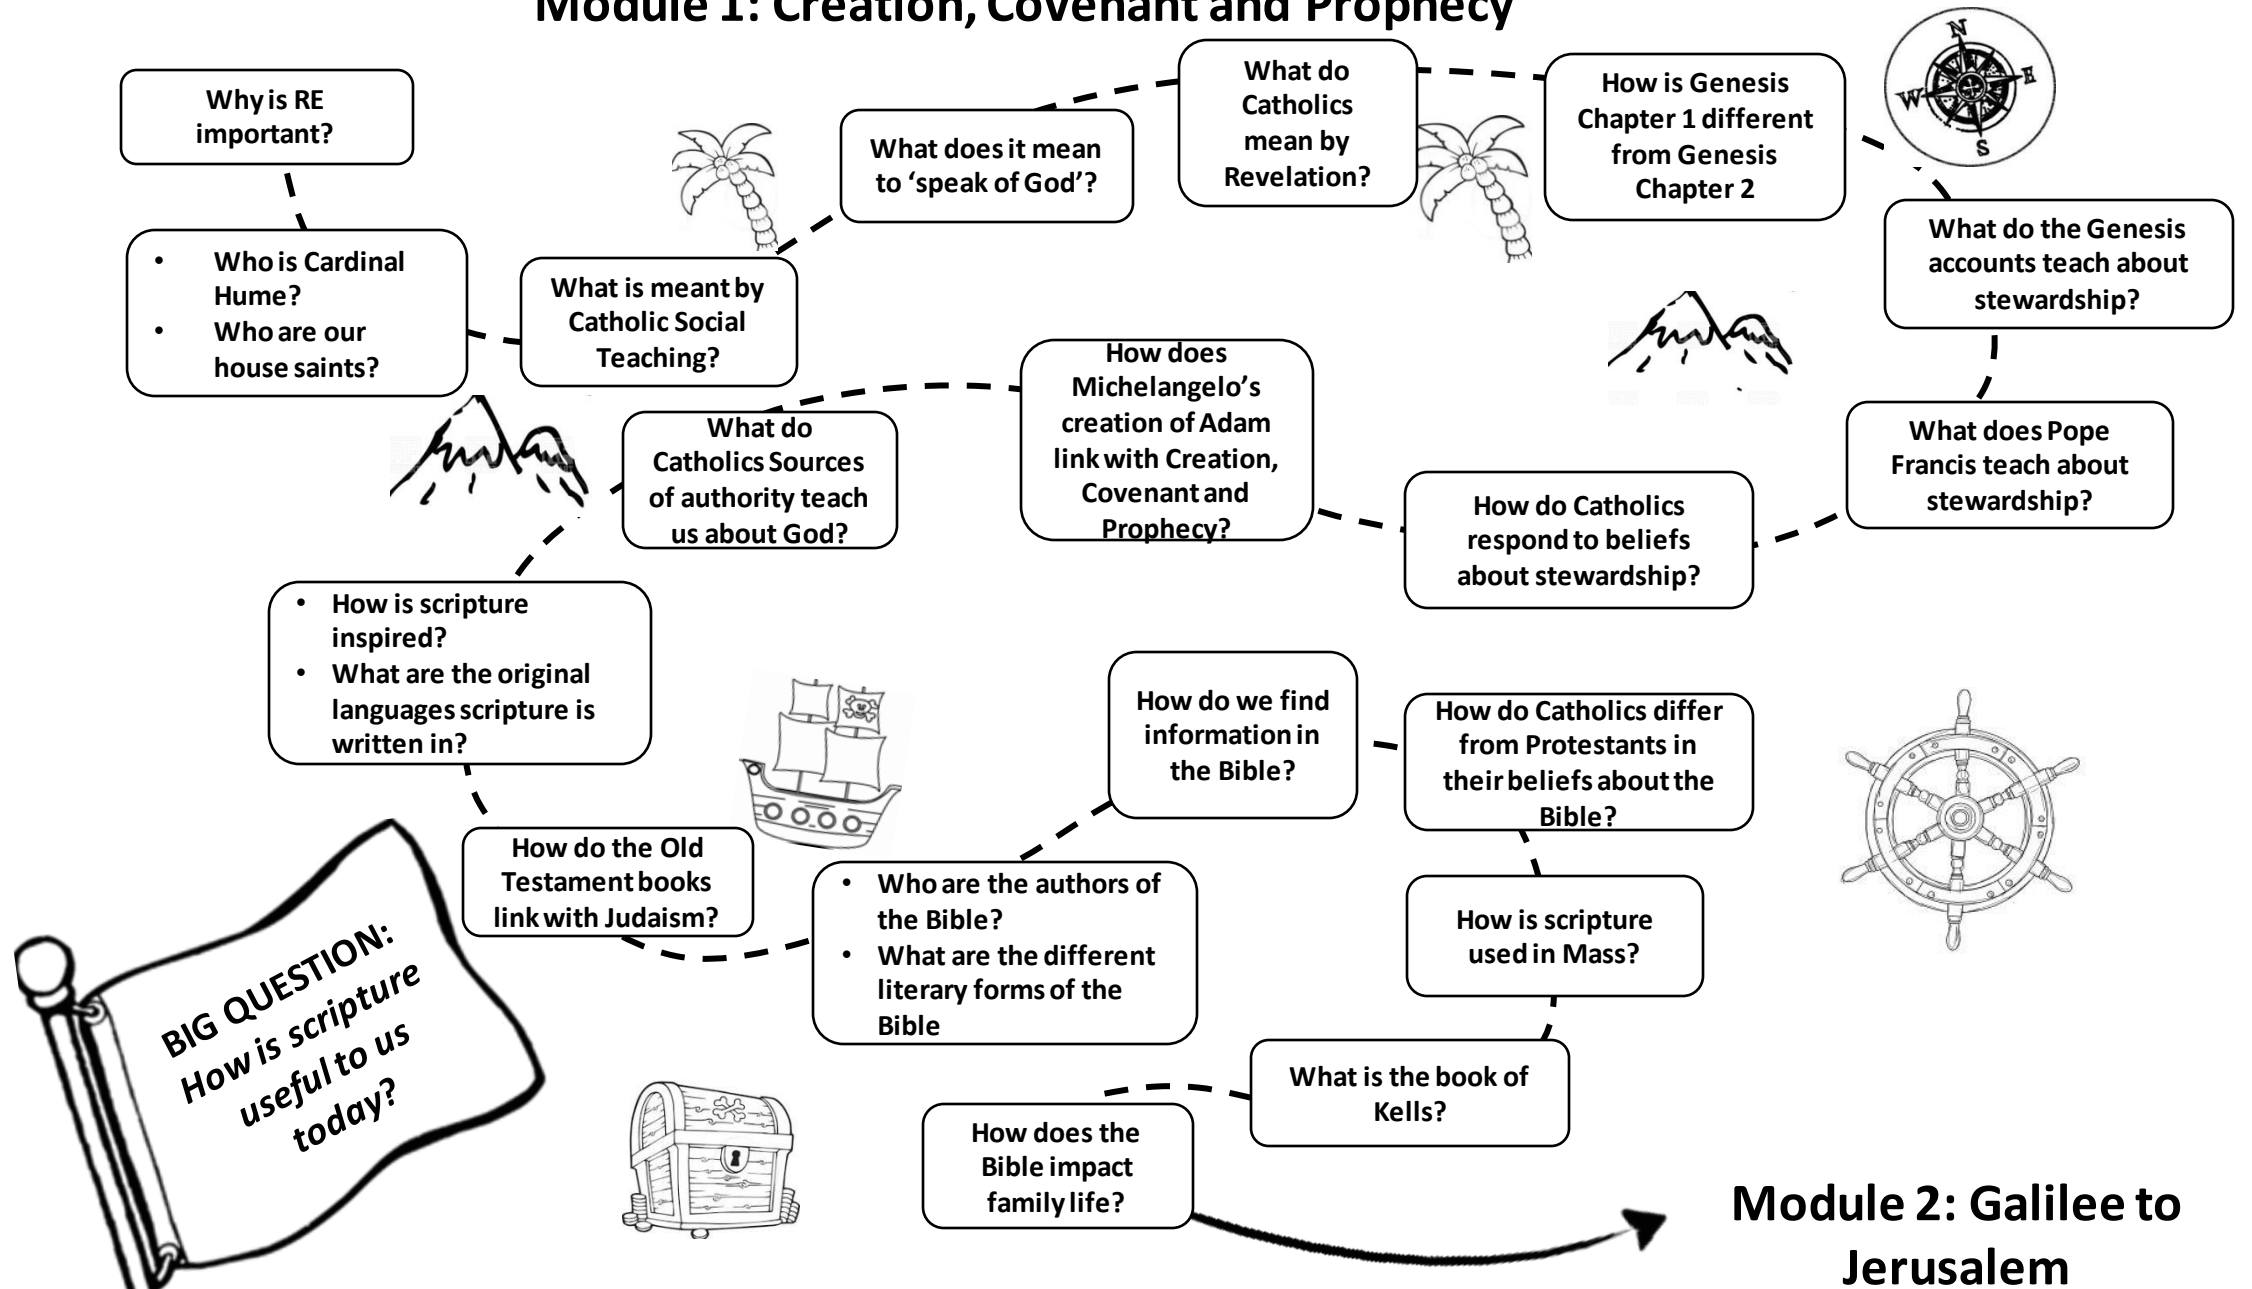 Module 1: Creation, Covenant and Prophecy
Why is RE
important?
• Who is Cardinal
Hume?
• Who are our
house saints?
What is meant by
Catholic Social
Teaching?
What does it mean
to ‘speak of God’?
What do
Catholics
mean by
Revelation?
How is Genesis
Chapter 1 different
from Genesis
Chapter 2
N
E
S
W
What do the Genesis
accounts teach about
stewardship?
What does Pope
Francis teach about
stewardship?
How do Catholics
respond to beliefs
about stewardship?
How does
Michelangelo’s
creation of Adam
link with Creation,
Covenant and
Prophecy?
What do
Catholics Sources
of authority teach
us about God?
• How is scripture
inspired?
• What are the original
languages scripture is
written in?
How do the Old
Testament books
link with Judaism?
• Who are the authors of
the Bible?
• What are the different
literary forms of the
Bible
How do we find
information in
the Bible?
How do Catholics differ
from Protestants in
their beliefs about the
Bible?
How is scripture
used in Mass?
What is the book of
Kells?
How does the
Bible impact
family life?
BIG QUESTION:
How is scripture
useful to us
today?
Module 2: Galilee to
Jerusalem